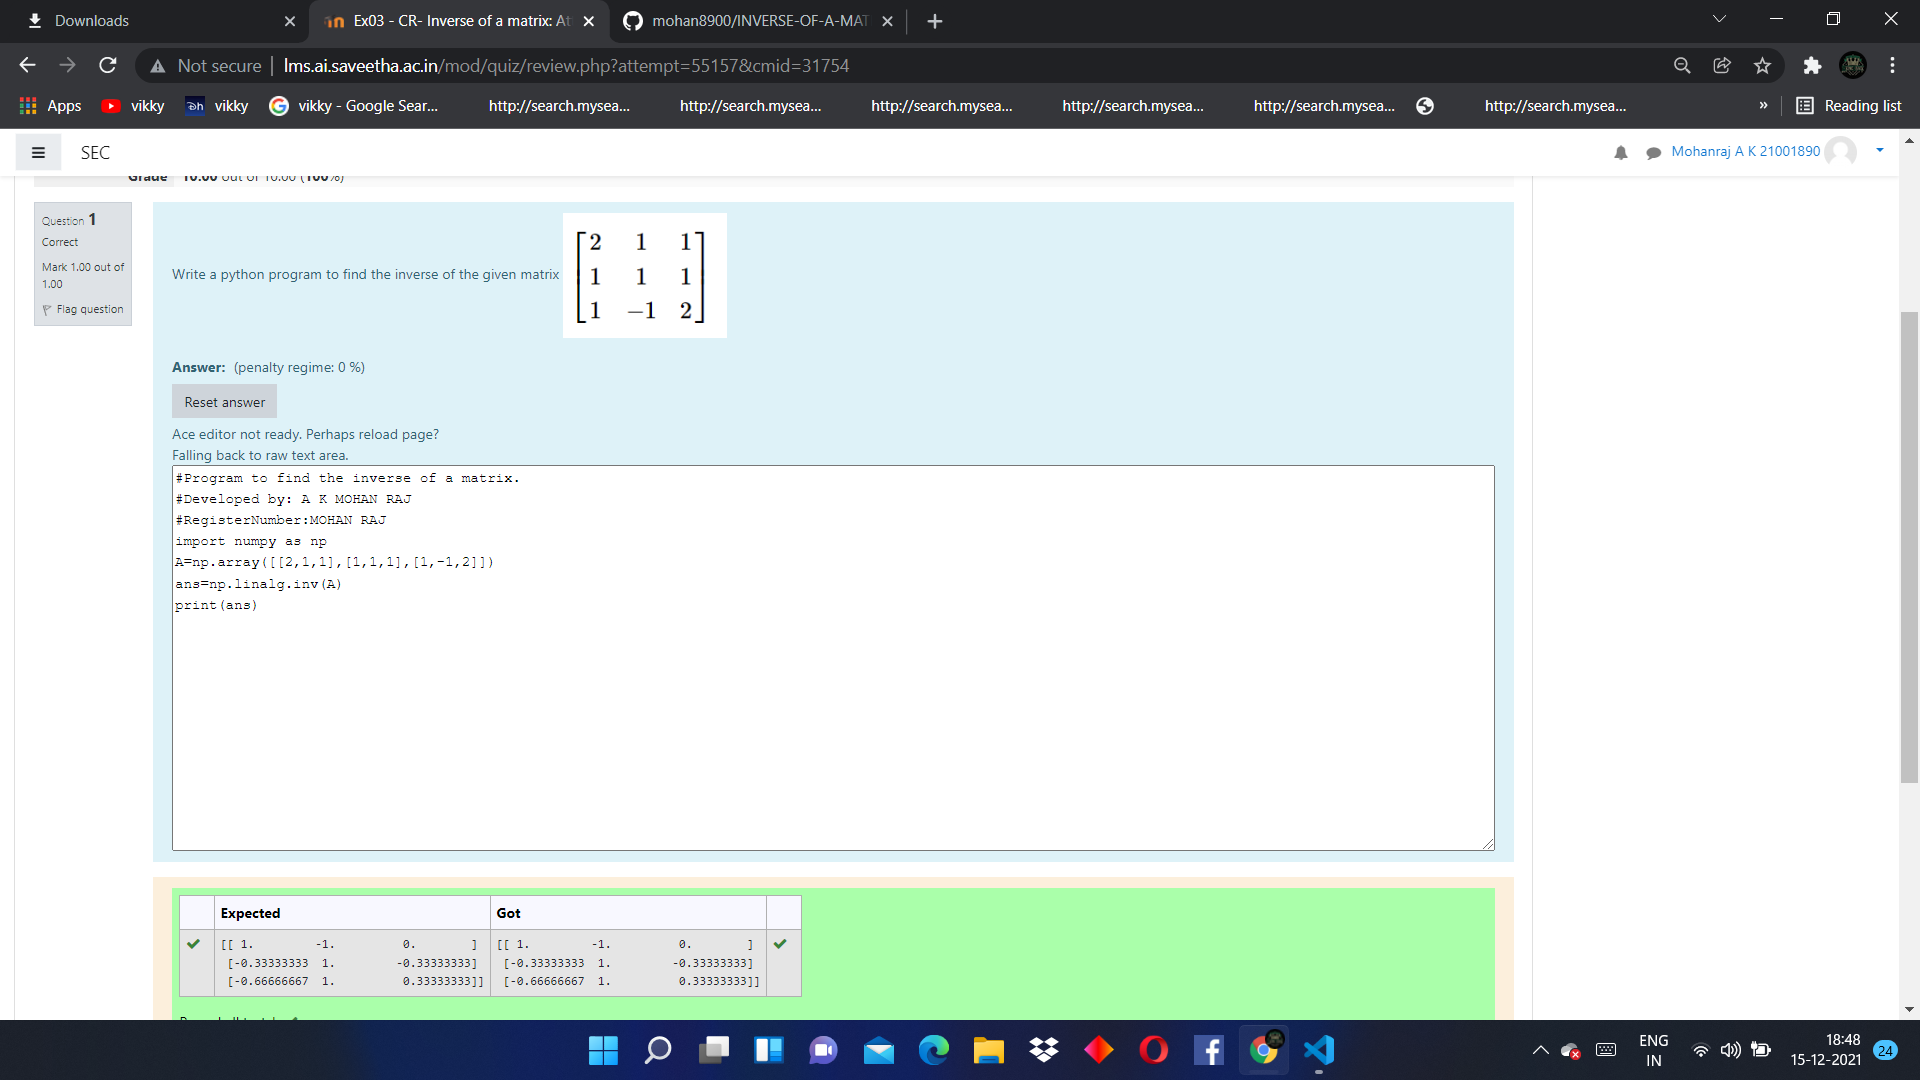 Downloads
Ex03 - CR- Inverse of a matrix: At
mohan8900/INVERSE-OF-A-MAT
Not secure | lms.ai.saveetha.ac.in/mod/quiz/review.php?attempt=55157&cmid=31754
Apps vikky vikky vikky - Google Sear... http://search.mysea... http://search.mysea... http://search.mysea... http://search.mysea... http://search.mysea... http://search.mysea... » Reading list
SEC
Mohanraj A K 21001890
Grade 10.00 out of 10.00 (100%)
Question 1
Correct
Mark 1.00 out of
1.00
Flag question
Write a python program to find the inverse of the given matrix
2 1 1
1 1 1
1 −1 2
Answer: (penalty regime: 0 %)
Reset answer
Ace editor not ready. Perhaps reload page?
Falling back to raw text area.
#Program to find the inverse of a matrix.
#Developed by: A K MOHAN RAJ
#RegisterNumber:MOHAN RAJ
import numpy as np
A=np.array([[2,1,1],[1,1,1],[1,-1,2]])
ans=np.linalg.inv(A)
print(ans)
Expected Got
[[ 1. -1. 0. ] [[ 1. -1. 0. ]
[-0.33333333 1. -0.33333333] [-0.33333333 1. -0.33333333]
[-0.66666667 1. 0.33333333]] [-0.66666667 1. 0.33333333]]
ENG
IN
18:48
15-12-2021
24